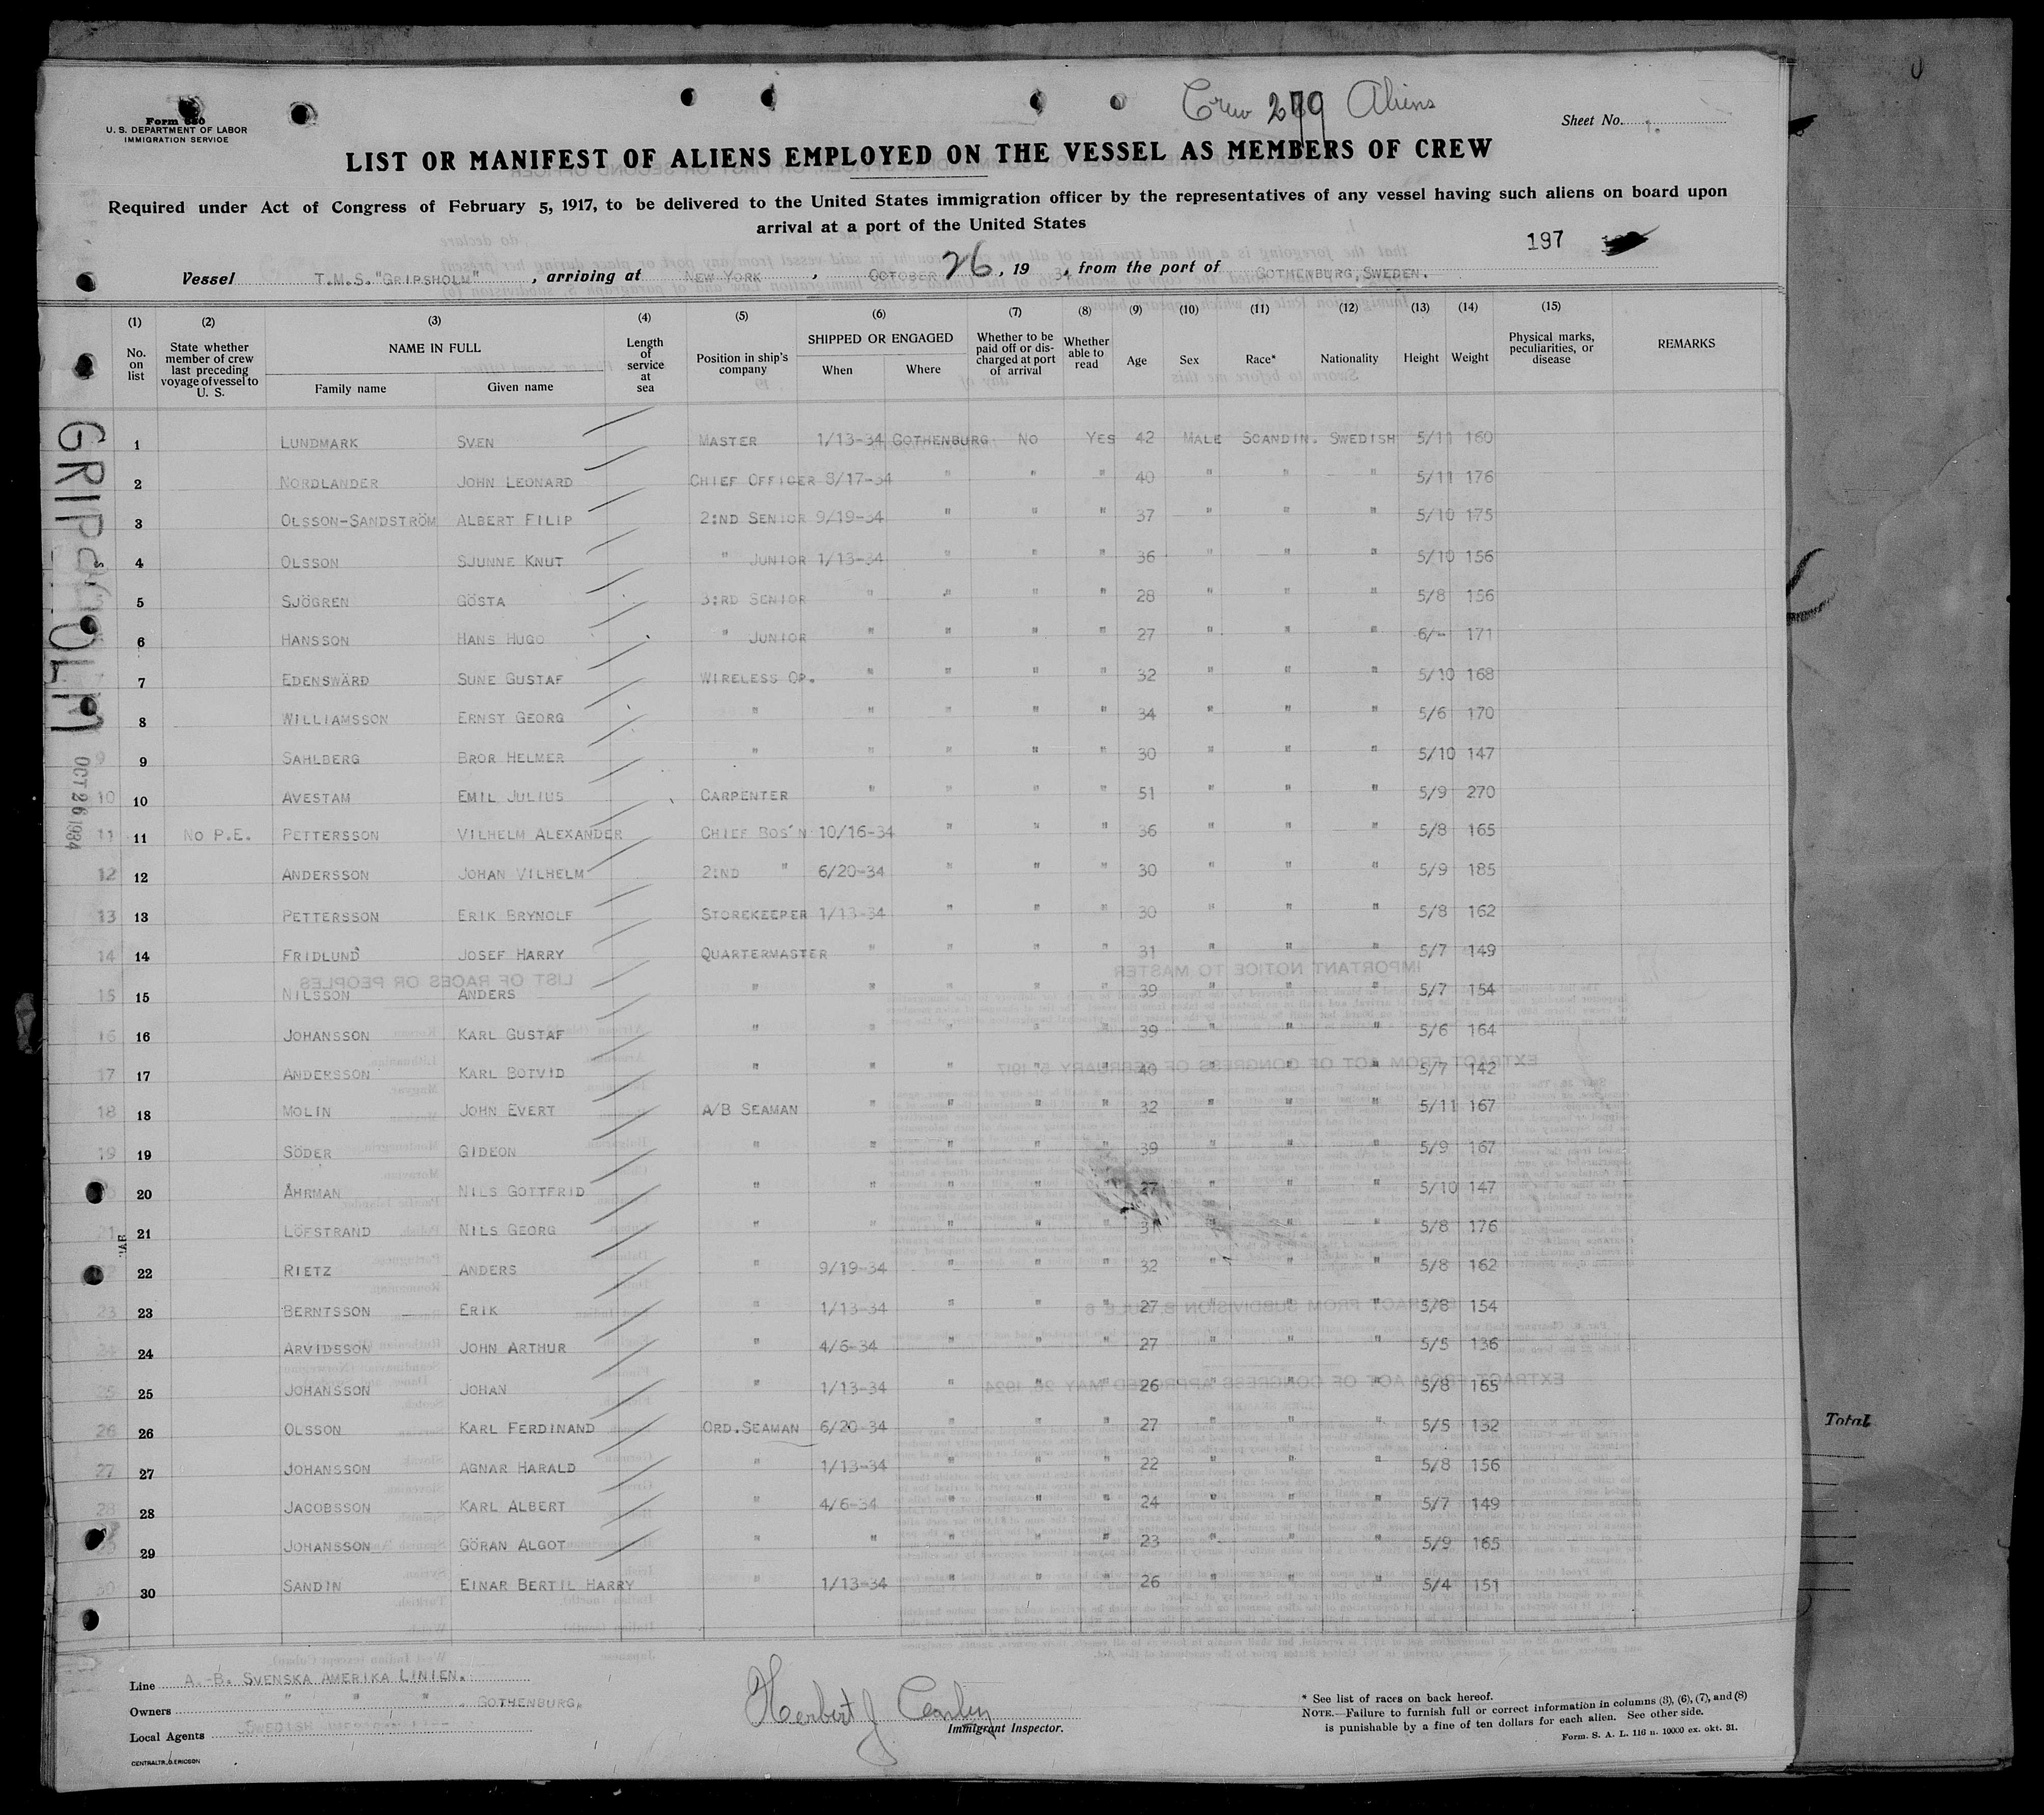 Crew 279 Aliens
Form 680
U. S. DEPARTMENT OF LABOR
IMMIGRATION SERVICE
Sheet No. 1.
LIST OR MANIFEST OF ALIENS EMPLOYED ON THE VESSEL AS MEMBERS OF CREW
Required under Act of Congress of February 5, 1917, to be delivered to the United States immigration officer by the representatives of any vessel having such aliens on board upon
arrival at a port of the United States
197
Vessel T.M.S."GRIPSHOLM", arriving at NEW YORK, OCTOBER 26, 19 34, from the port of GOTHENBURG, SWEDEN.
(1) No. on list (2) State whether member of crew last preceding voyage of vessel to U. S. (3) NAME IN FULL Family name Given name (4) Length of service at sea (5) Position in ship's company (6) SHIPPED OR ENGAGED When Where (7) Whether to be paid off or discharged at port of arrival (8) Whether able to read (9) Age (10) Sex (11) Race* (12) Nationality (13) Height (14) Weight (15) Physical marks, peculiarities, or disease REMARKS
GRIPSHOLM
OCT 26 1934
1 LUNDMARK SVEN MASTER 1/13-34 GOTHENBURG NO YES 42 MALE SCANDIN. SWEDISH 5/11 160
2 NORDLANDER JOHN LEONARD CHIEF OFFICER 8/17-34 " " " 40 " " " 5/11 176
3 OLSSON-SANDSTRÖM ALBERT FILIP 2:ND SENIOR 9/19-34 " " " 37 " " " 5/10 175
4 OLSSON SJUNNE KNUT " JUNIOR 1/13-34 " " " 36 " " " 5/10 156
5 SJÖGREN GÖSTA 3:RD SENIOR " " " " 28 " " " 5/8 156
6 HANSSON HANS HUGO " JUNIOR " " " " 27 " " " 6/- 171
7 EDENSWÄRD SUNE GUSTAF WIRELESS OP. " " " " 32 " " " 5/10 168
8 WILLIAMSSON ERNST GEORG " " " " " 34 " " " 5/6 170
9 SAHLBERG BROR HELMER " " " " " 30 " " " 5/10 147
10 AVESTAM EMIL JULIUS CARPENTER " " " " 51 " " " 5/9 270
11 NO P.E. PETTERSSON VILHELM ALEXANDER CHIEF BOS'N 10/16-34 " " " 36 " " " 5/8 165
12 ANDERSSON JOHAN VILHELM 2:ND " 6/20-34 " " " 30 " " " 5/9 185
13 PETTERSSON ERIK BRYNOLF STOREKEEPER 1/13-34 " " " 30 " " " 5/8 162
14 FRIDLUND JOSEF HARRY QUARTERMASTER " " " " 31 " " " 5/7 149
15 NILSSON ANDERS " " " " " 39 " " " 5/7 154
16 JOHANSSON KARL GUSTAF " " " " " 39 " " " 5/6 164
17 ANDERSSON KARL BOTVID " " " " " 40 " " " 5/7 142
18 MOLIN JOHN EVERT A/B SEAMAN " " " " 32 " " " 5/11 167
19 SÖDER GIDEON " " " " " 39 " " " 5/9 167
20 ÅHRMAN NILS GOTTFRID " " " " " 27 " " " 5/10 147
21 LÖFSTRAND NILS GEORG " " " " " 31 " " " 5/8 176
22 RIETZ ANDERS " 9/19-34 " " " 32 " " " 5/8 162
23 BERNTSSON ERIK " 1/13-34 " " " 27 " " " 5/8 154
24 ARVIDSSON JOHN ARTHUR " 4/6-34 " " " 27 " " " 5/5 136
25 JOHANSSON JOHAN " 1/13-34 " " " 26 " " " 5/8 165
26 OLSSON KARL FERDINAND ORD.SEAMAN 6/20-34 " " " 27 " " " 5/5 132
27 JOHANSSON AGNAR HARALD " 1/13-34 " " " 22 " " " 5/8 156
28 JACOBSSON KARL ALBERT " 4/6-34 " " " 24 " " " 5/7 149
29 JOHANSSON GÖRAN ALGOT " " " " " 23 " " " 5/9 165
30 SANDIN EINAR BERTIL HARRY " 1/13-34 " " " 26 " " " 5/4 151
Total
Line A.-B. SVENSKA AMERIKA LINIEN.
Owners " " " GOTHENBURG.
Local Agents SWEDISH
Herbert J
Immigrant Inspector.
* See list of races on back hereof.
NOTE.—Failure to furnish full or correct information in columns (3), (6), (7), and (8)
is punishable by a fine of ten dollars for each alien. See other side.
Form. S. A. L. 116 u. 10000 ex. okt. 31.
CENTRALTR. G. ERICSON